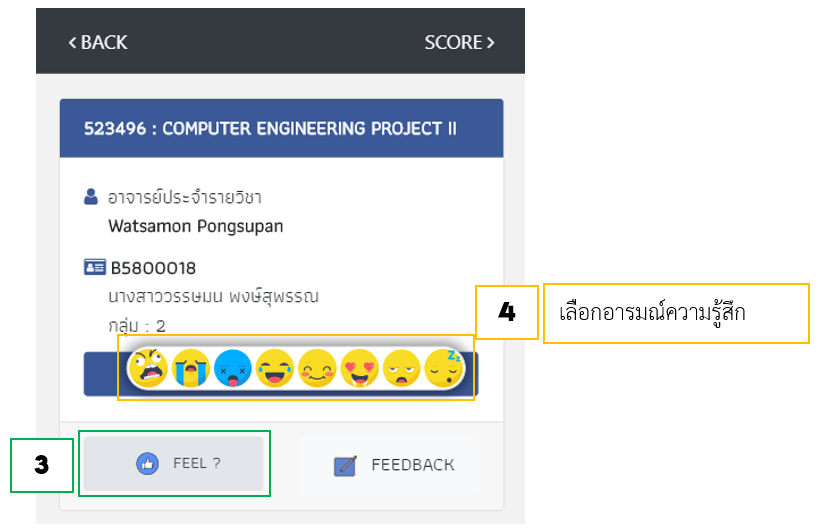 BACK
SCORE
523496 : COMPUTER ENGINEERING PROJECT II
อาจารย์ประจำรายวิชา
Watsamon Pongsupan
B5800018
นางสาววรรษมน พงษ์สุพรรณ
กลุ่ม : 2
4
เลือกอารมณ์ความรู้สึก
3
FEEL ?
FEEDBACK